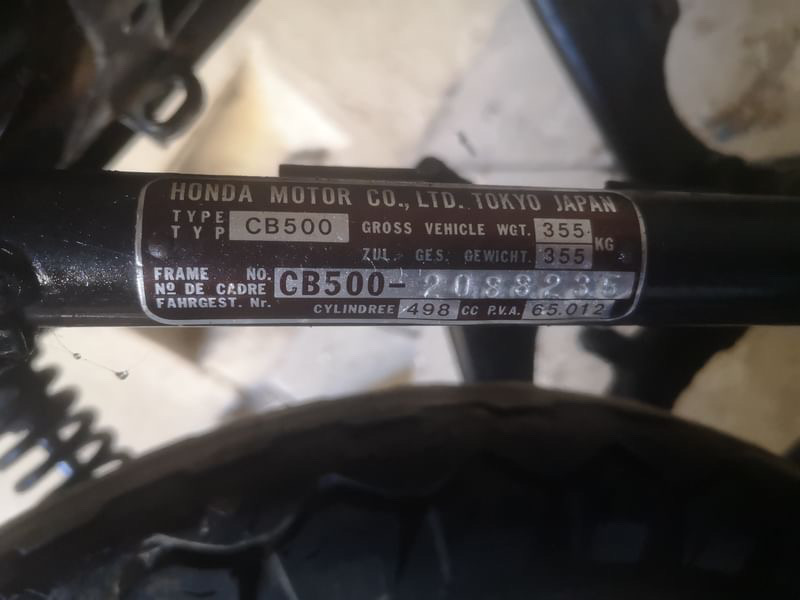 HONDA MOTOR CO., LTD. TOKYO JAPAN
TYPE
TYP CB500 GROSS VEHICLE WGT. 355 KG
ZUL. GES. GEWICHT. 355
FRAME NO.
Nº DE CADRE CB500-2088235
FAHRGEST. Nr.
CYLINDREE 498 CC P.V.A. 65.012